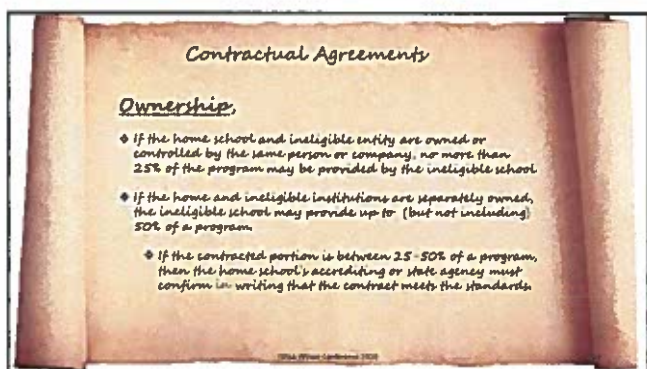 Contractual Agreements
Ownership,
❖ If the home school and ineligible entity are owned or
controlled by the same person or company, no more than
25% of the program may be provided by the ineligible school
❖ If the home and ineligible institutions are separately owned,
the ineligible school may provide up to (but not including)
50% of a program.
❖ If the contracted portion is between 25-50% of a program,
then the home school's accrediting or state agency must
confirm in writing that the contract meets the standards.
Conference